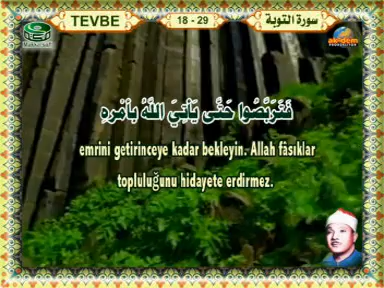 TEVBE
18 - 29
سورة التوبة
فَتَرَبَّصُوا حَتَّى يَأْتِيَ اللَّهُ بِأَمْرِهِ
emrini getirinceye kadar bekleyin. Allah fâsıklar
topluluğunu hidayete erdirmez.